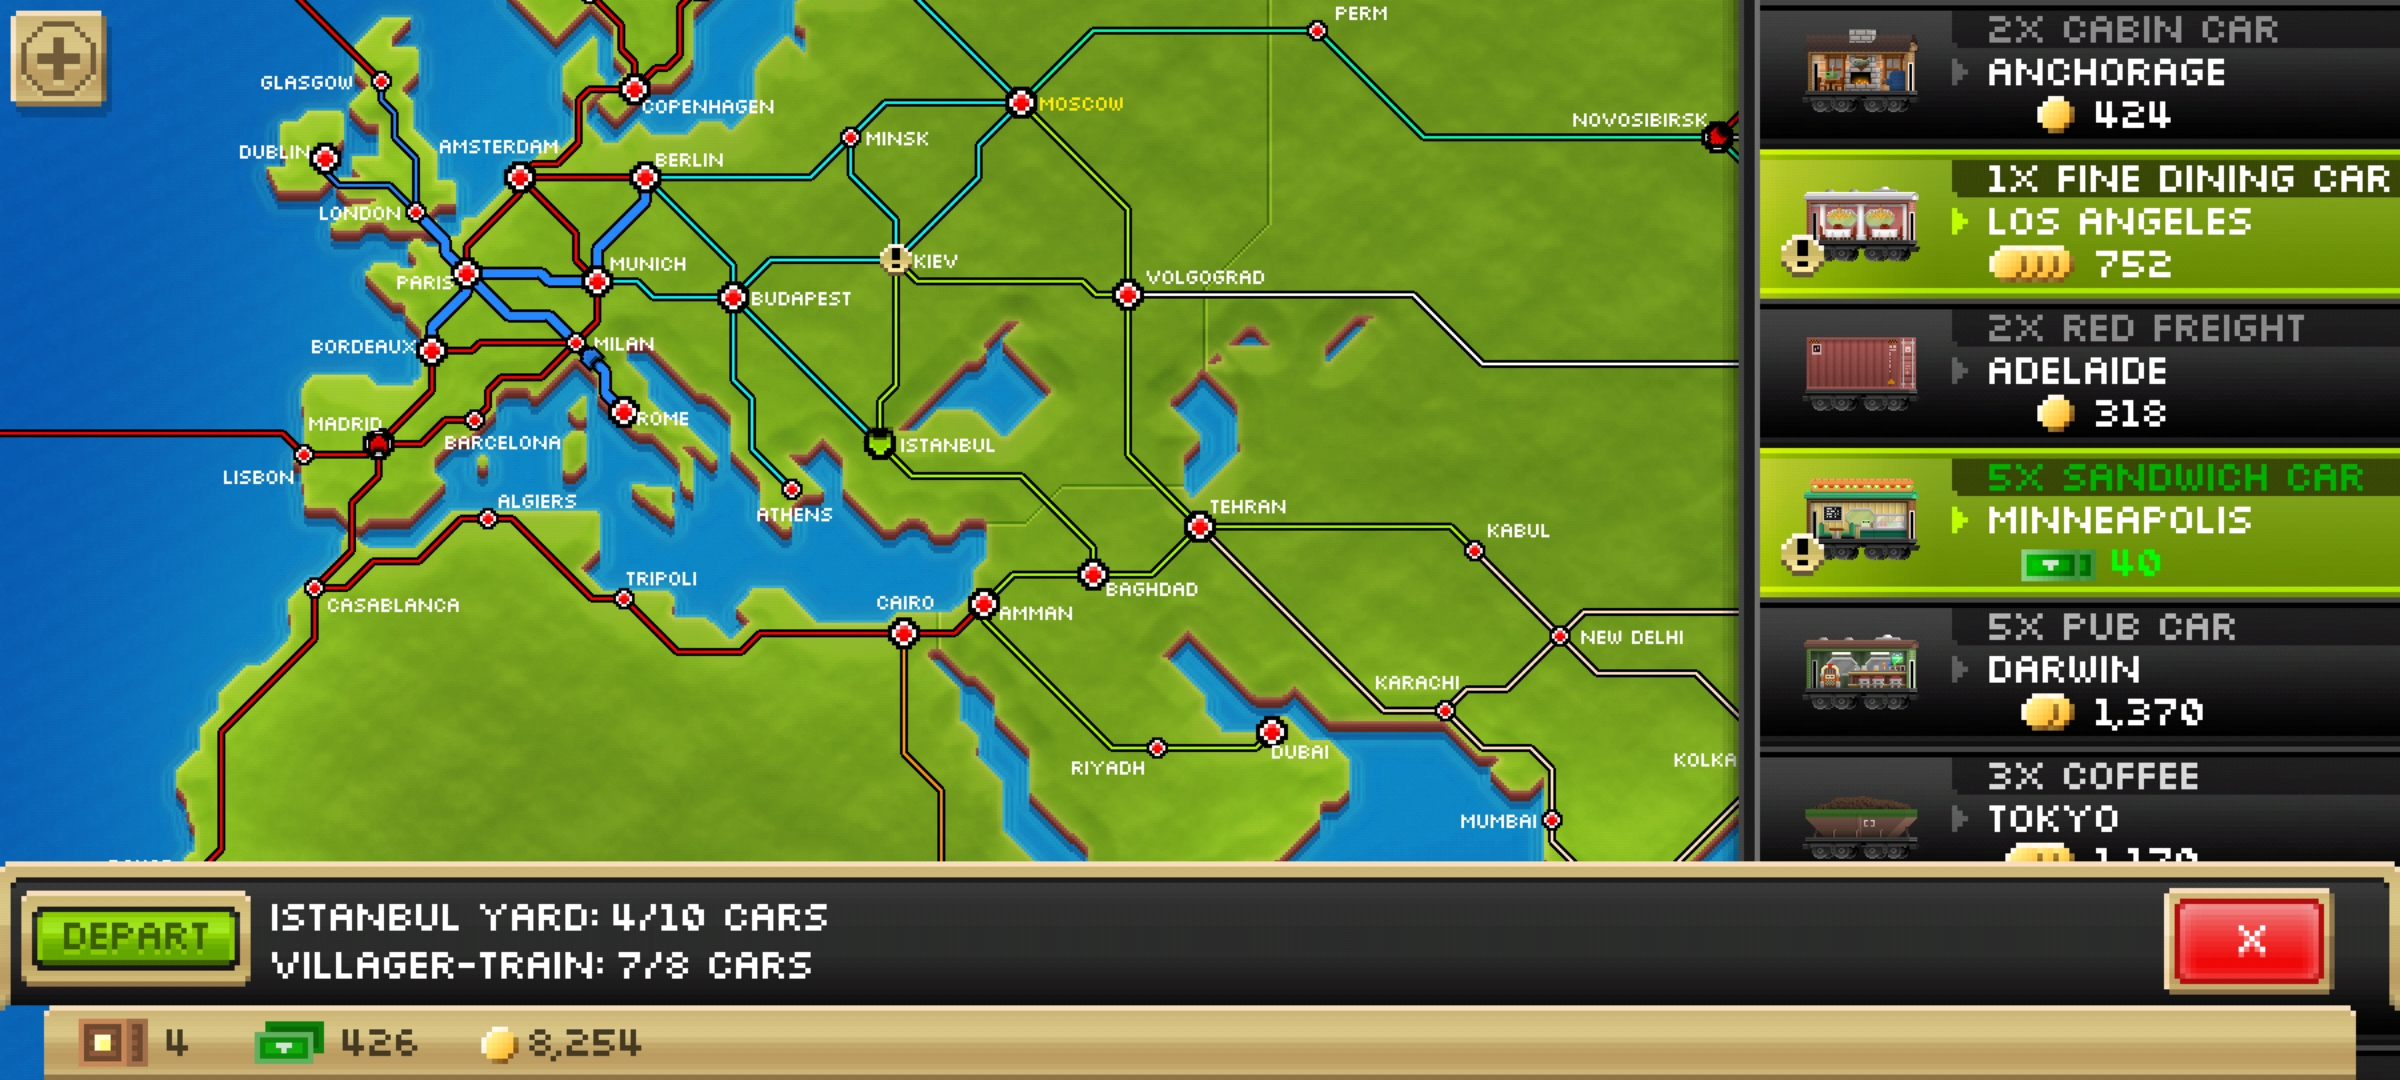 PERM
GLASGOW
COPENHAGEN
MOSCOW
NOVOSIBIRSK
DUBLIN
AMSTERDAM
BERLIN
MINSK
LONDON
PARIS
MUNICH
KIEV
VOLGOGRAD
BUDAPEST
BORDEAUX
MILAN
MADRID
ROME
BARCELONA
ISTANBUL
LISBON
ALGIERS
ATHENS
TEHRAN
KABUL
TRIPOLI
CASABLANCA
CAIRO
BAGHDAD
AMMAN
NEW DELHI
KARACHI
RIYADH
DUBAI
KOLKA
MUMBAI
2X CABIN CAR
ANCHORAGE
424
1X FINE DINING CAR
LOS ANGELES
752
2X RED FREIGHT
ADELAIDE
318
5X SANDWICH CAR
MINNEAPOLIS
40
5X PUB CAR
DARWIN
1,370
3X COFFEE
TOKYO
1,170
DEPART
ISTANBUL YARD: 4/10 CARS
VILLAGER-TRAIN: 7/8 CARS
X
4
426
8,254